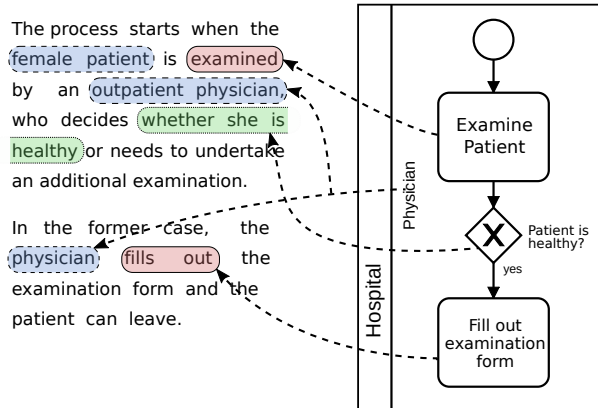 The process starts when the
female patient is examined
by an outpatient physician,
who decides whether she is
healthy or needs to undertake
an additional examination.
In the former case, the
physician fills out the
examination form and the
patient can leave.
Hospital
Physician
Examine
Patient
X
Patient is
healthy?
yes
Fill out
examination
form